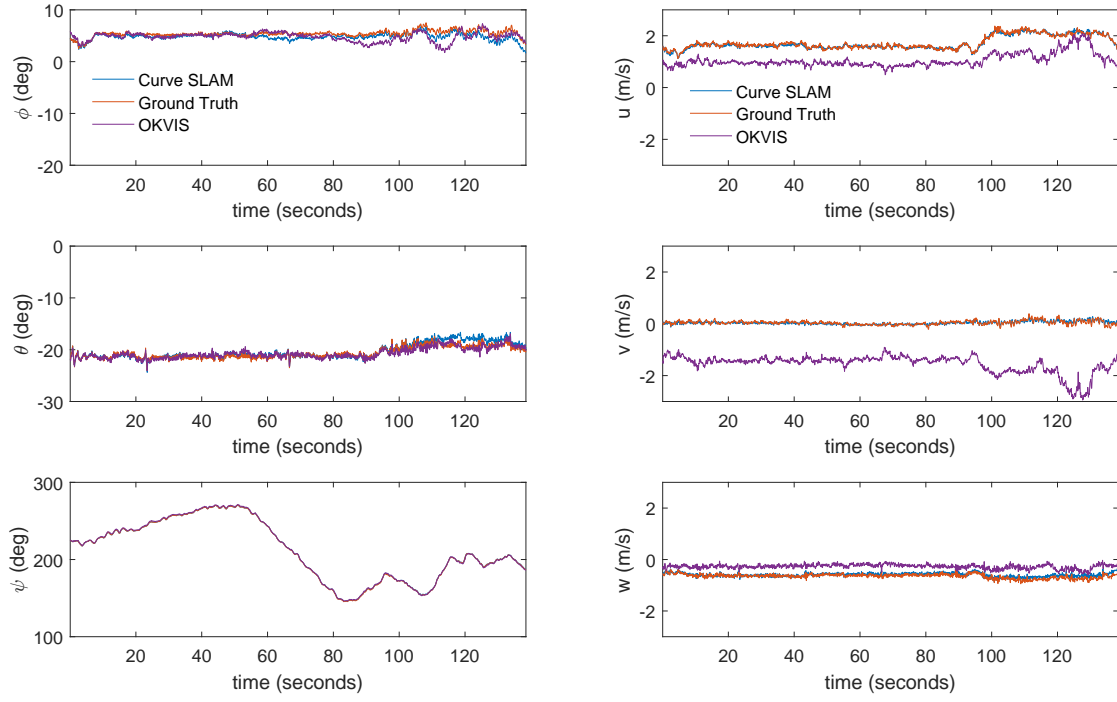 10
0
-10
-20
φ (deg)
Curve SLAM
Ground Truth
OKVIS
20 40 60 80 100 120
time (seconds)
2
0
-2
u (m/s)
Curve SLAM
Ground Truth
OKVIS
20 40 60 80 100 120
time (seconds)
0
-10
-20
-30
θ (deg)
20 40 60 80 100 120
time (seconds)
2
0
-2
v (m/s)
20 40 60 80 100 120
time (seconds)
300
200
100
ψ (deg)
20 40 60 80 100 120
time (seconds)
2
0
-2
w (m/s)
20 40 60 80 100 120
time (seconds)